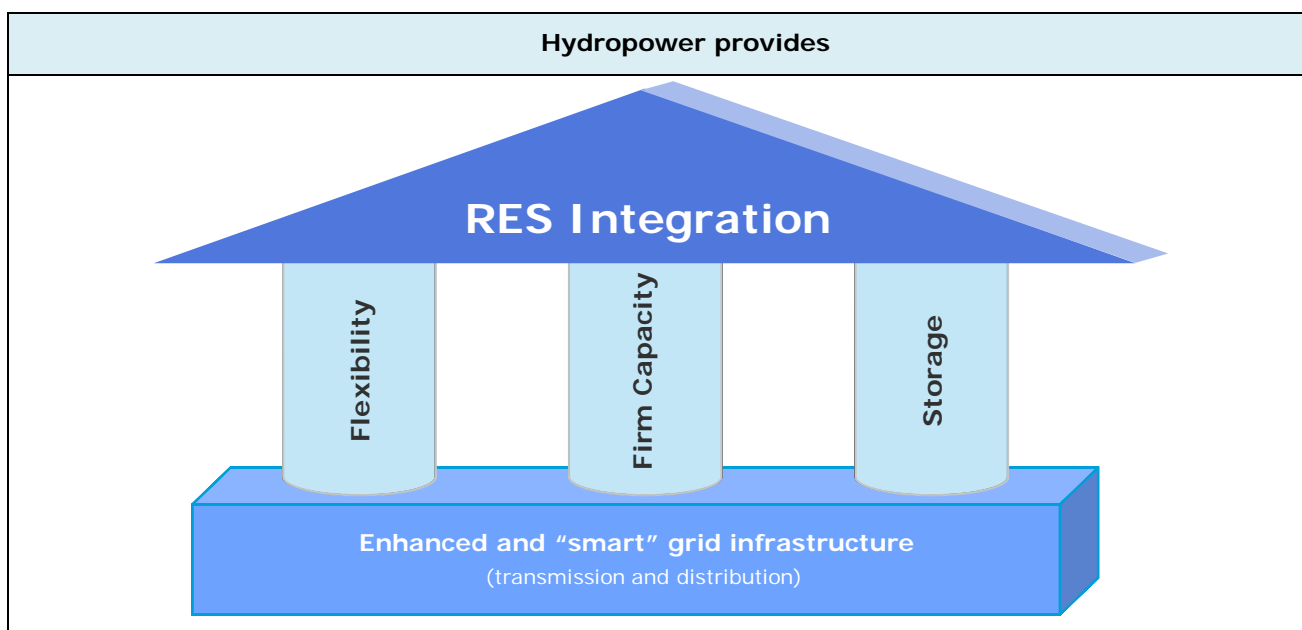 Hydropower provides
RES Integration
Flexibility
Firm Capacity
Storage
Enhanced and “smart” grid infrastructure
(transmission and distribution)